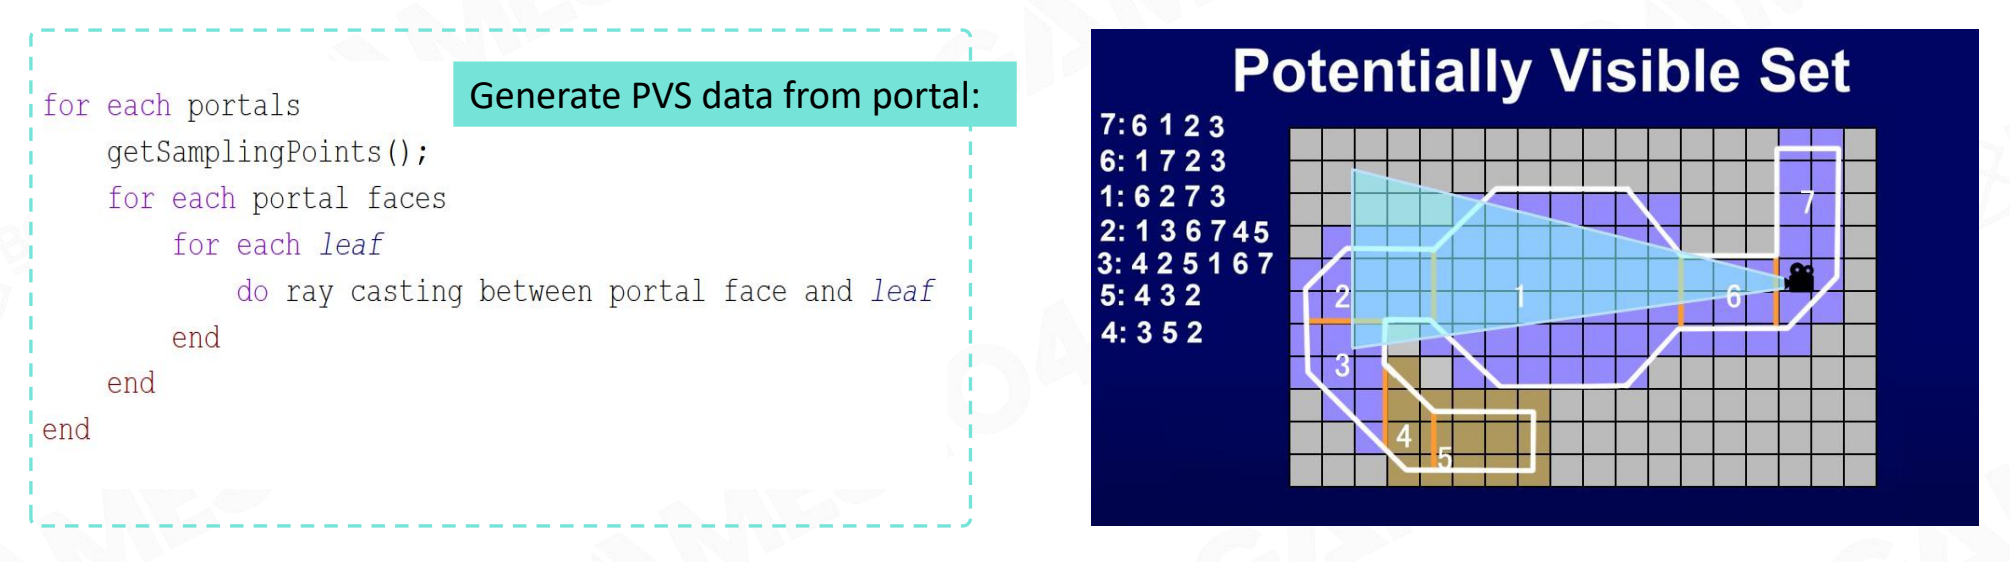 Generate PVS data from portal:
for each portals
getSamplingPoints();
for each portal faces
for each leaf
do ray casting between portal face and leaf
end
end
end
Potentially Visible Set
7: 6 1 2 3
6: 1 7 2 3
1: 6 2 7 3
2: 1 3 6 7 4 5
3: 4 2 5 1 6 7
5: 4 3 2
4: 3 5 2
7
2
1
6
3
4
5